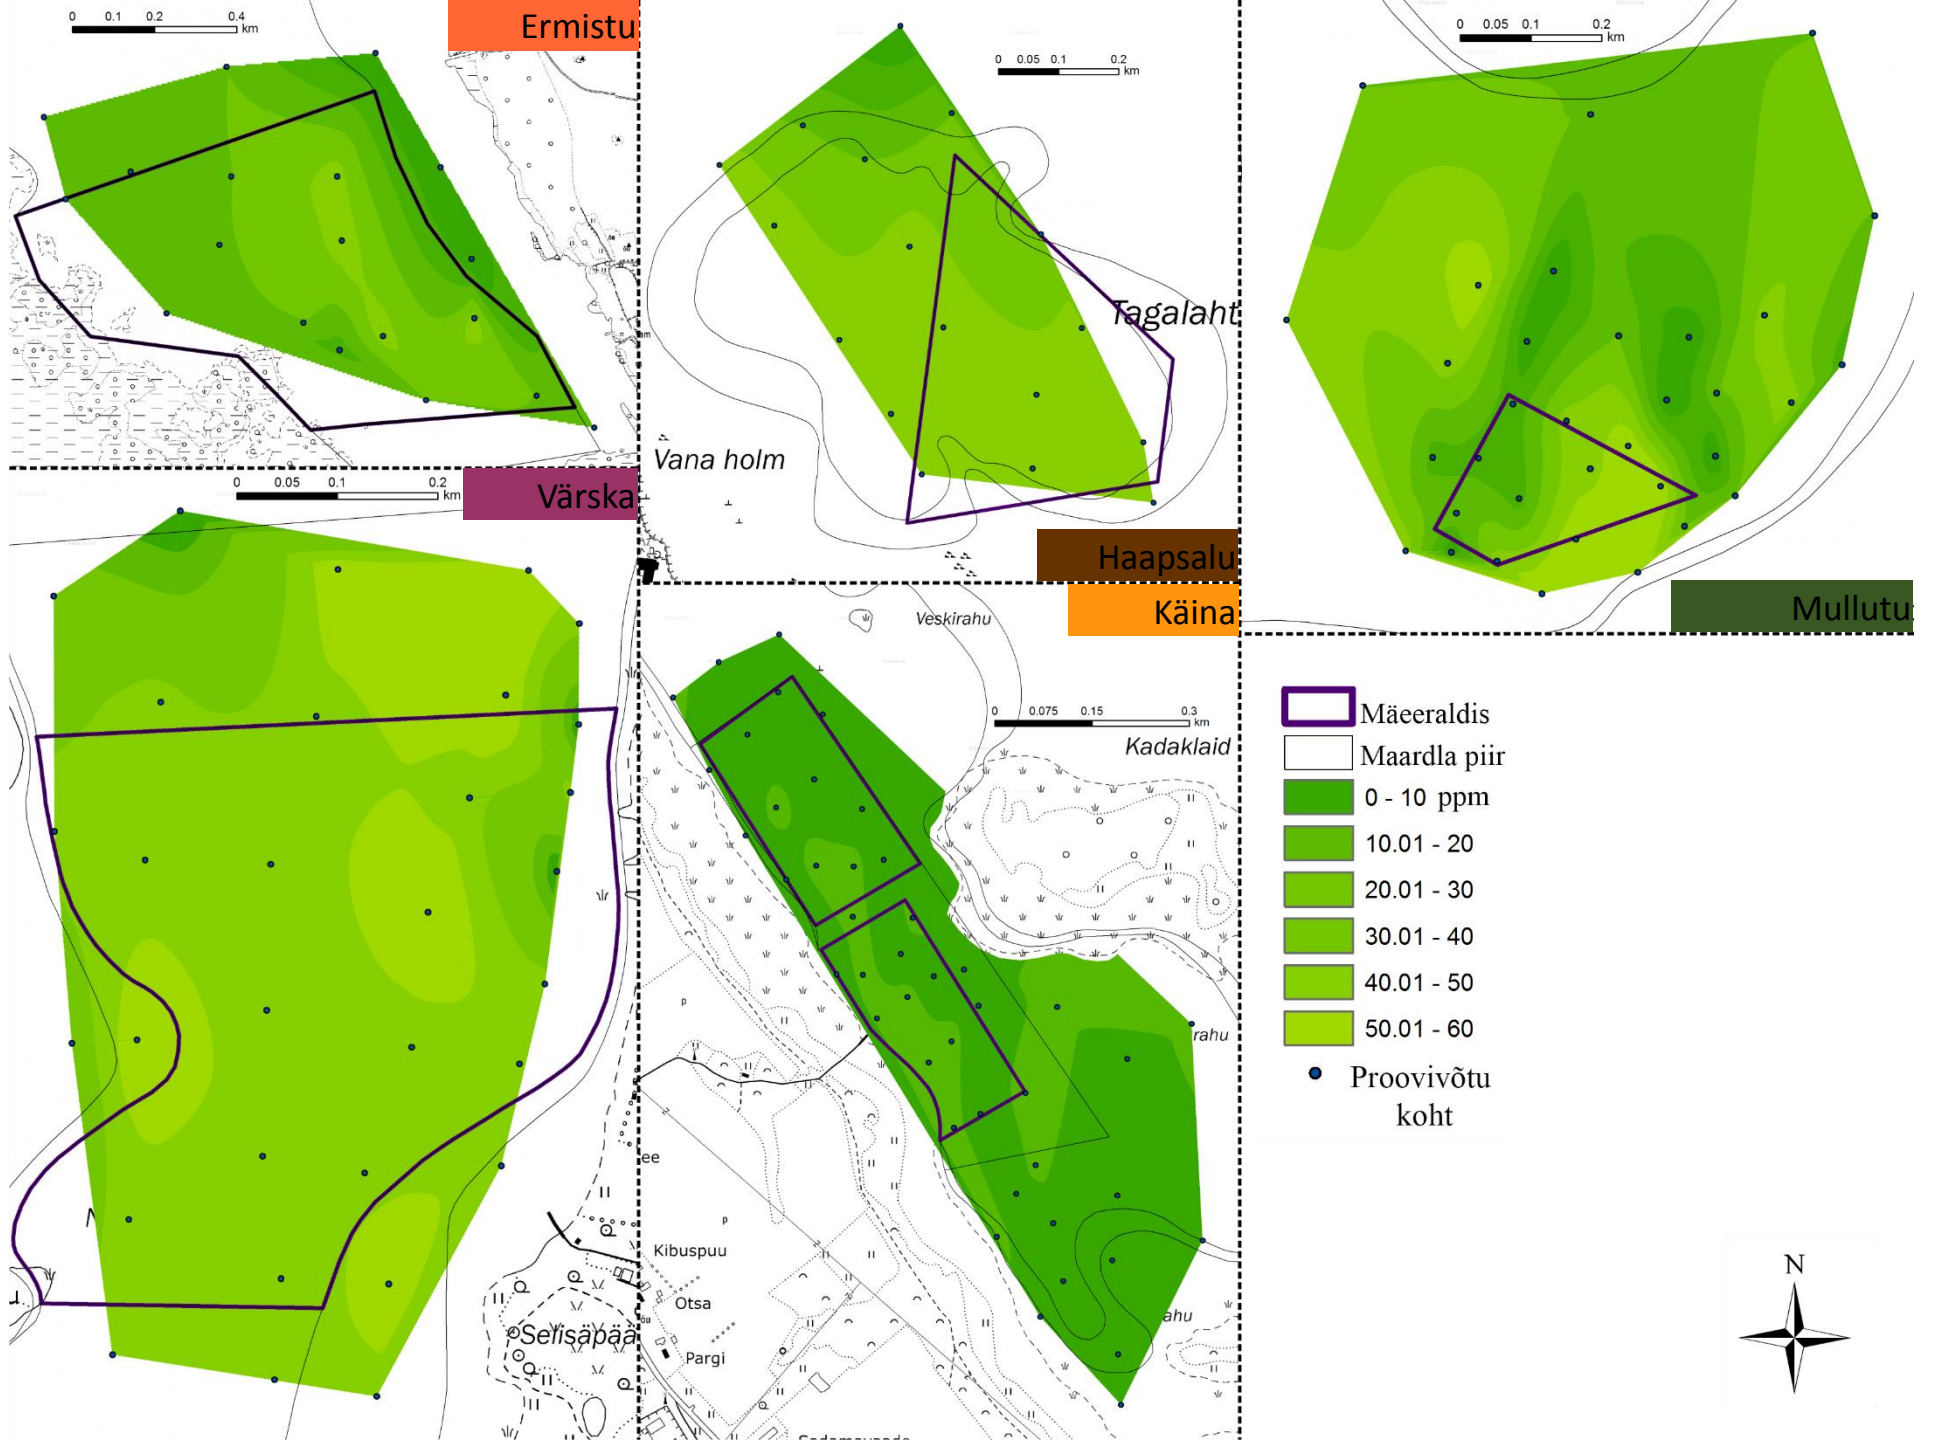 0 0.1 0.2 0.4
km
Ermistu
0 0.05 0.1 0.2
km
Tagalaht
Vana holm
Haapsalu
0 0.05 0.1 0.2
km
Mullutu
0 0.05 0.1 0.2
km
Värska
Selisäpää
Käina
Veskirahu
0 0.075 0.15 0.3
km
Kadaklaid
rahu
ee
p
p
2
2
2
Kibuspuu
Otsa
Pargi
ahu
Mäeeraldis
Maardla piir
0 - 10 ppm
10.01 - 20
20.01 - 30
30.01 - 40
40.01 - 50
50.01 - 60
Proovivõtu
koht
N